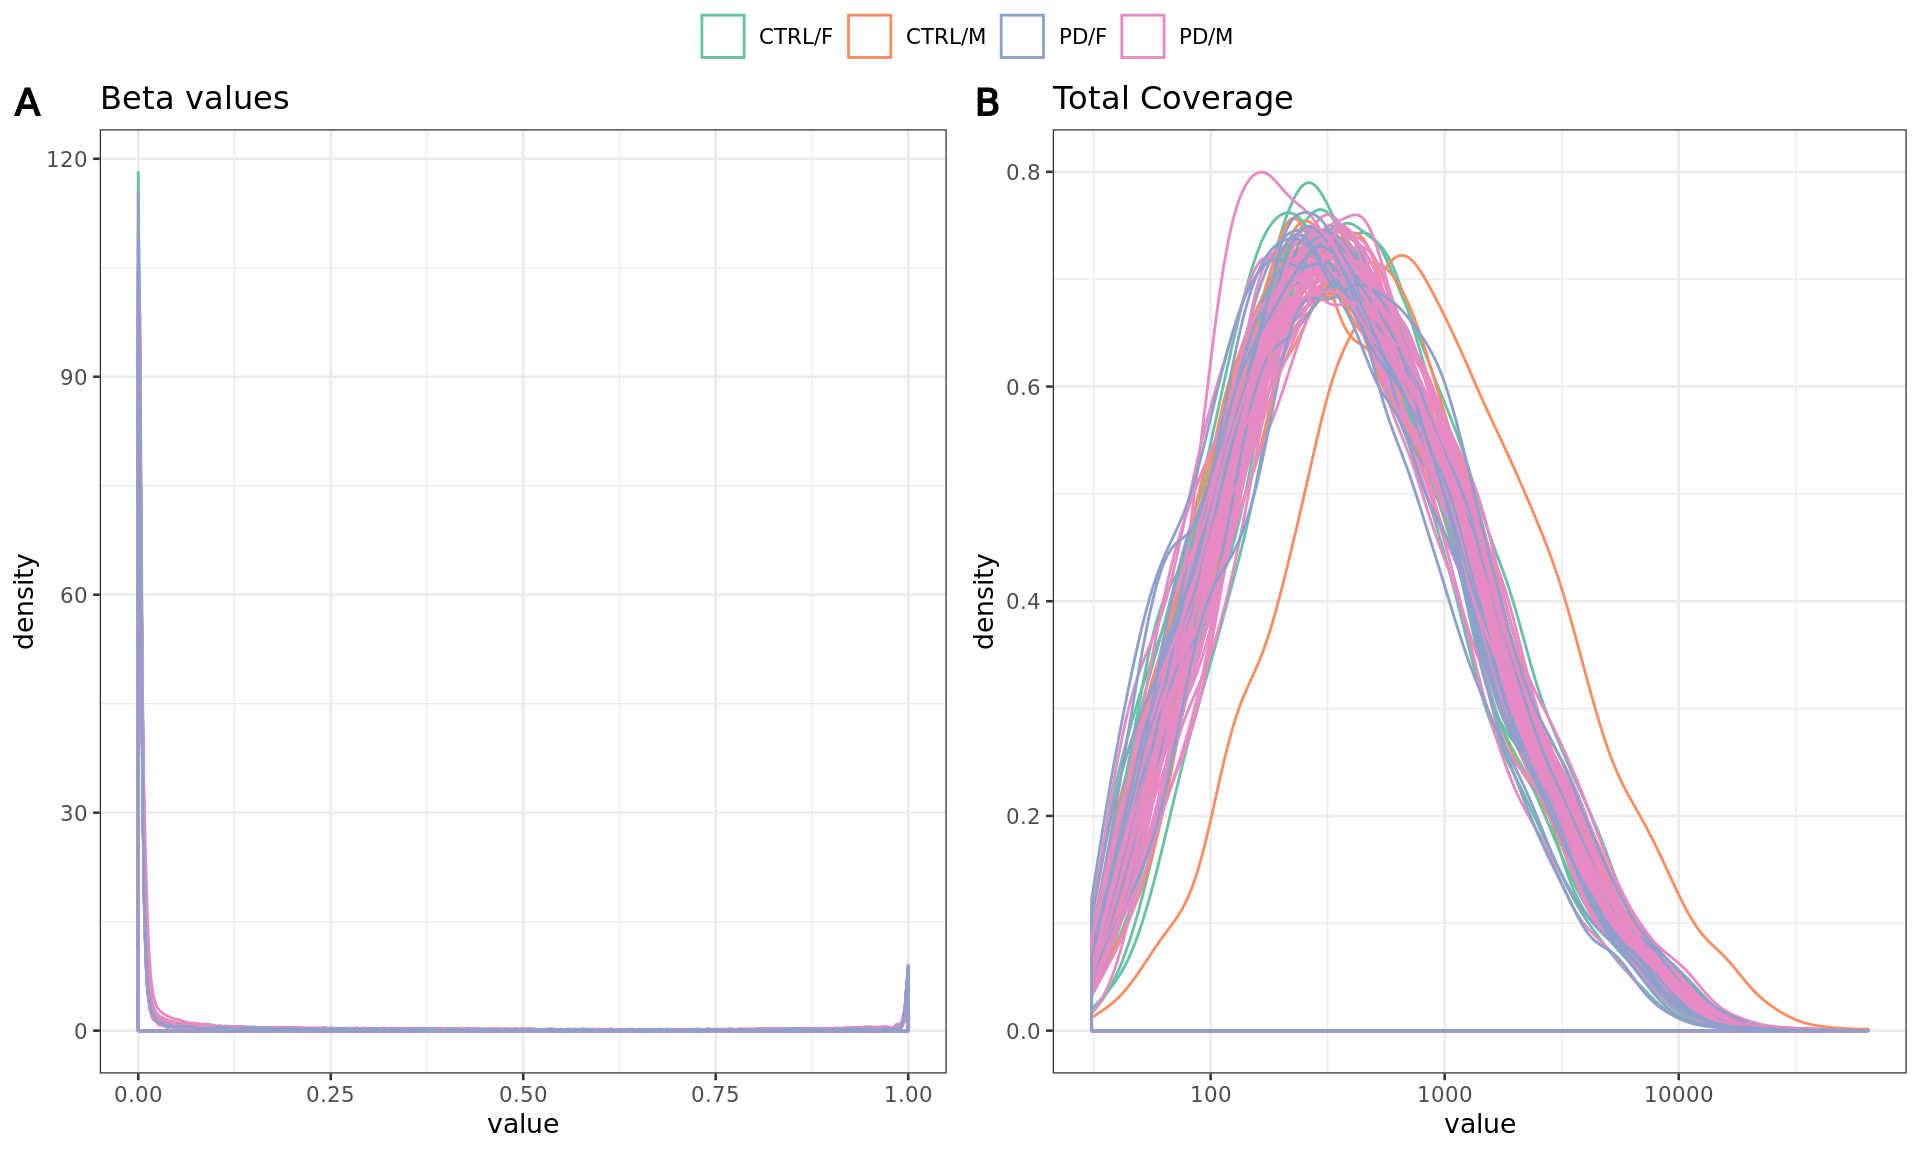 CTRL/F CTRL/M PD/F PD/M
A Beta values
B Total Coverage
120
90
60
30
0
density
0.00 0.25 0.50 0.75 1.00
value
0.8
0.6
0.4
0.2
0.0
density
100 1000 10000
value